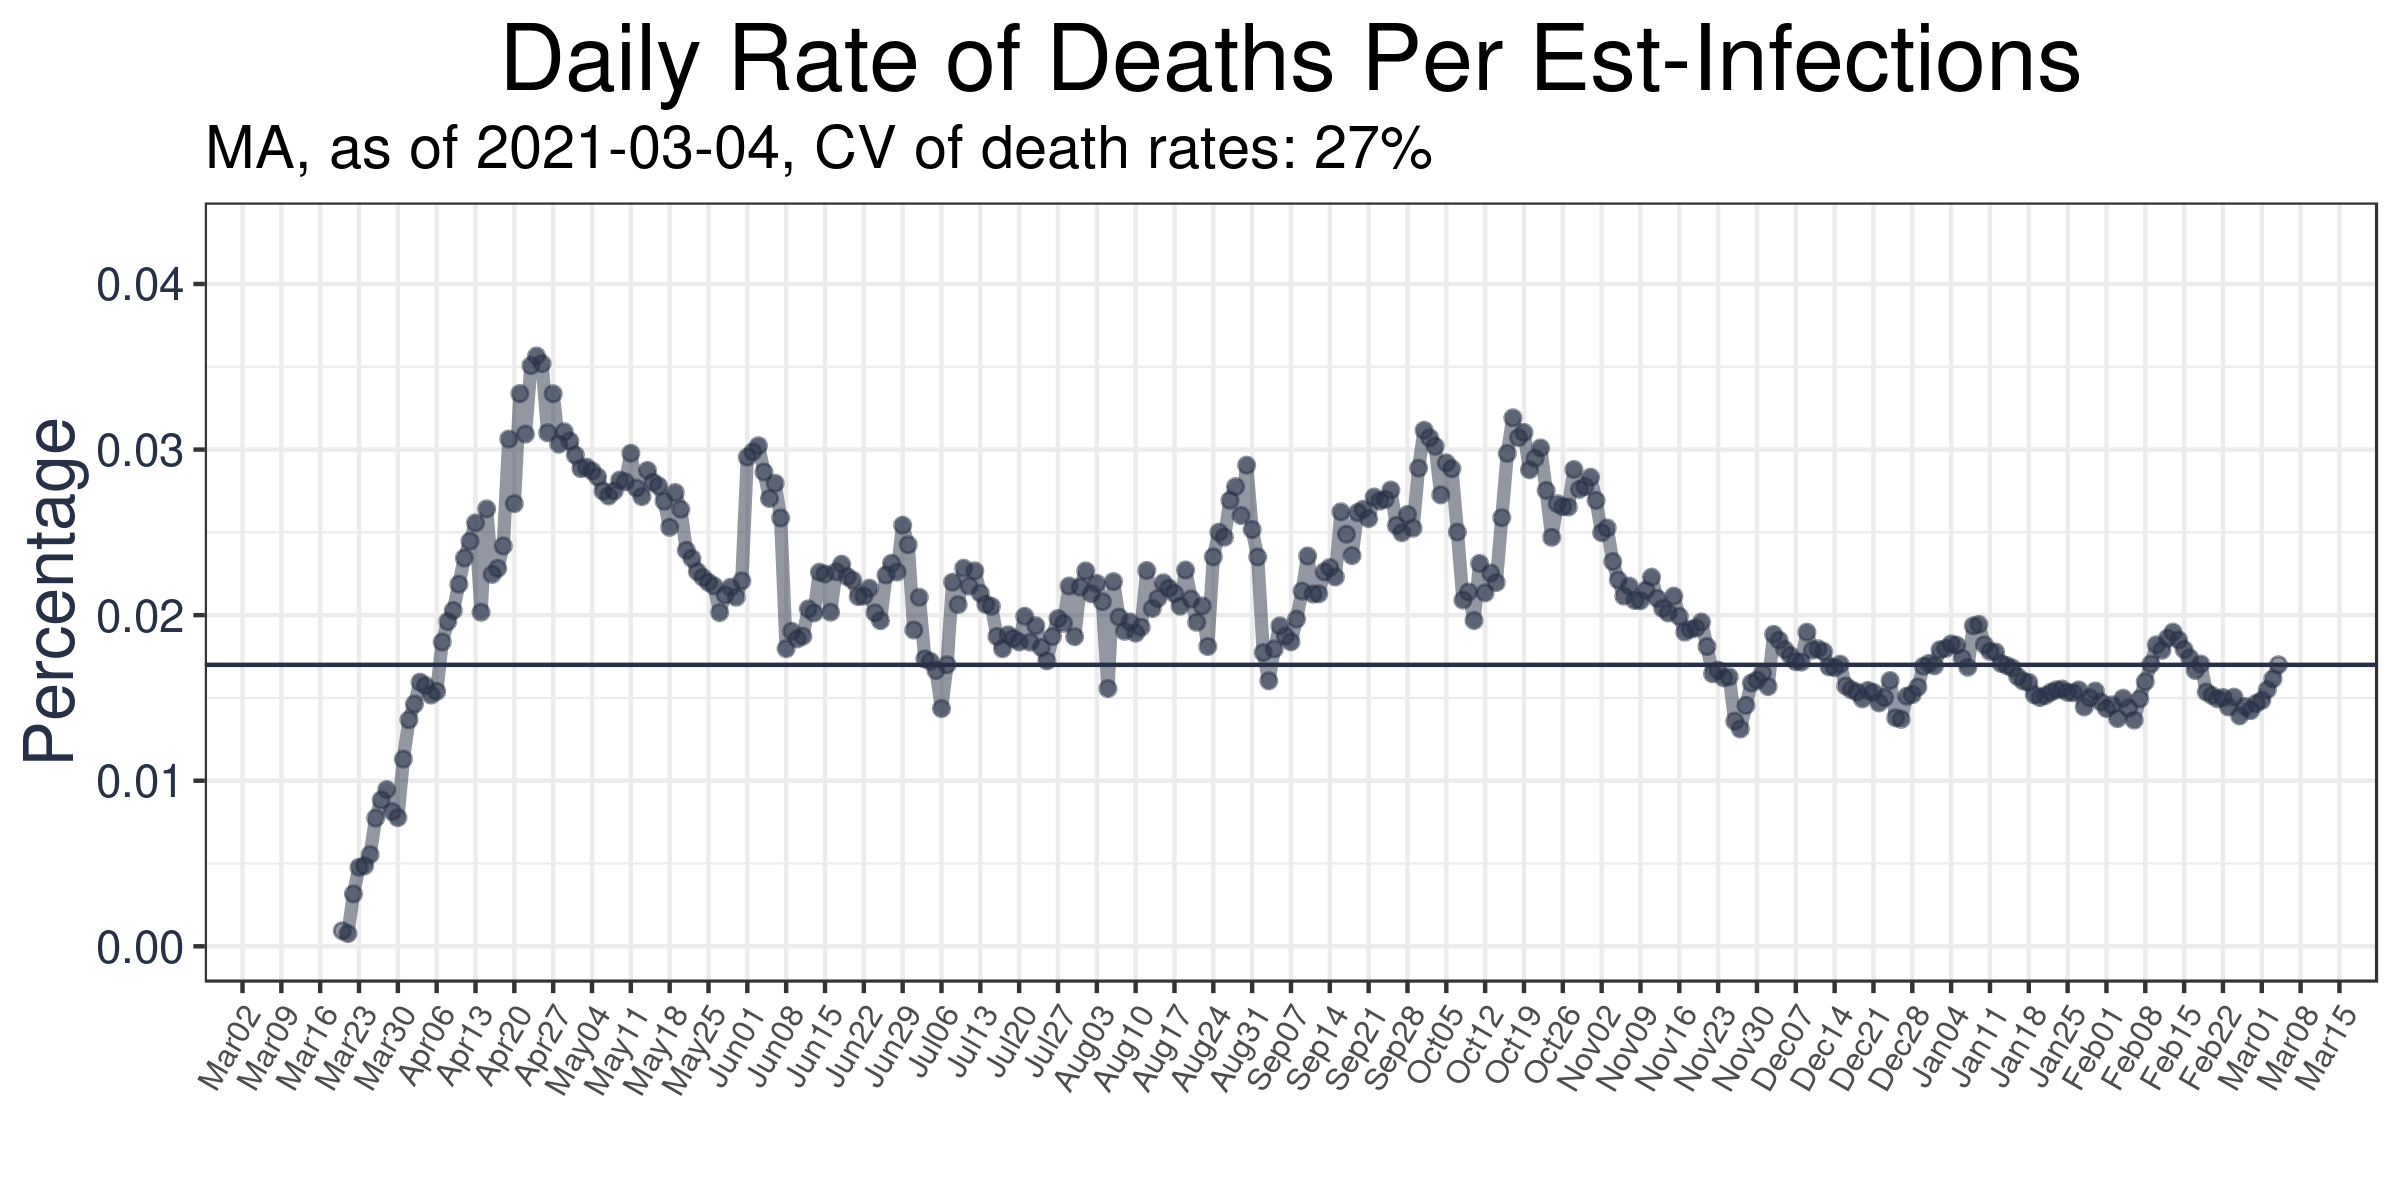 Daily Rate of Deaths Per Est-Infections
MA, as of 2021-03-04, CV of death rates: 27%
Percentage
0.04
0.03
0.02
0.01
0.00
Mar02
Mar09
Mar16
Mar23
Mar30
Apr06
Apr13
Apr20
Apr27
May04
May11
May18
May25
Jun01
Jun08
Jun15
Jun22
Jun29
Jul06
Jul13
Jul20
Jul27
Aug03
Aug10
Aug17
Aug24
Aug31
Sep07
Sep14
Sep21
Sep28
Oct05
Oct12
Oct19
Oct26
Nov02
Nov09
Nov16
Nov23
Nov30
Dec07
Dec14
Dec21
Dec28
Jan04
Jan11
Jan18
Jan25
Feb01
Feb08
Feb15
Feb22
Mar01
Mar08
Mar15